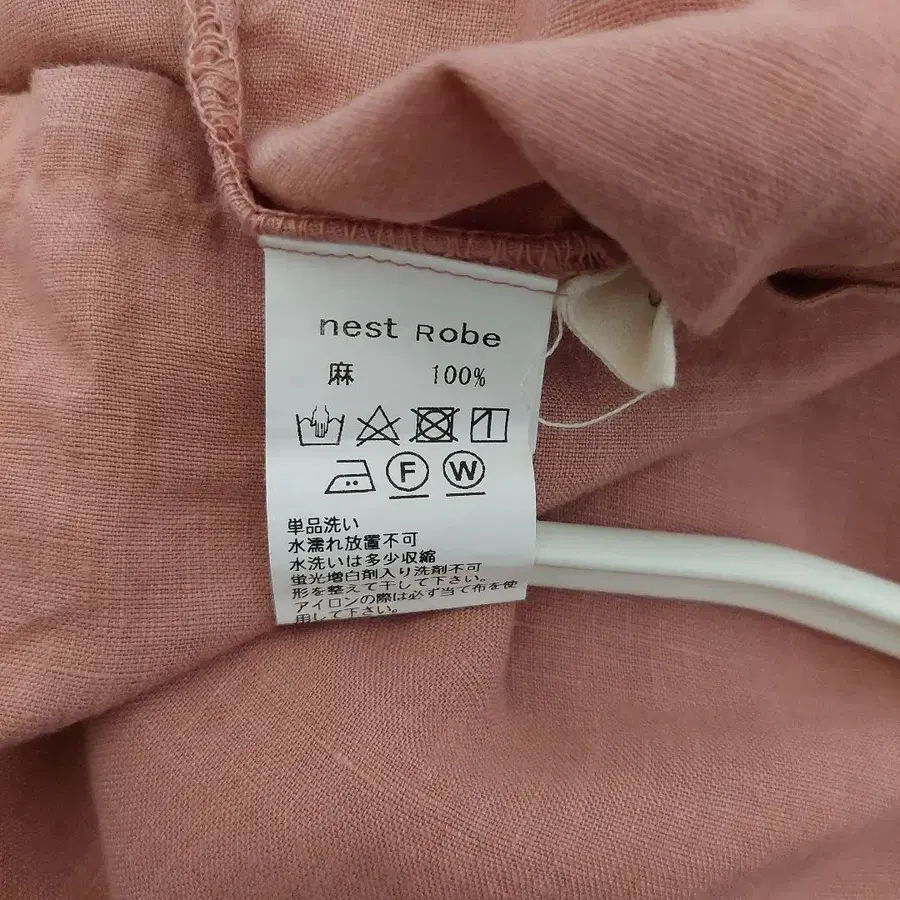 nest Robe
麻 100%
F W
単品洗い
水濡れ放置不可
水洗いは多少収縮
蛍光増白剤入り洗剤不可
形を整えて干して下さい。
アイロンの際は必ず当て布を使
用して下さい。